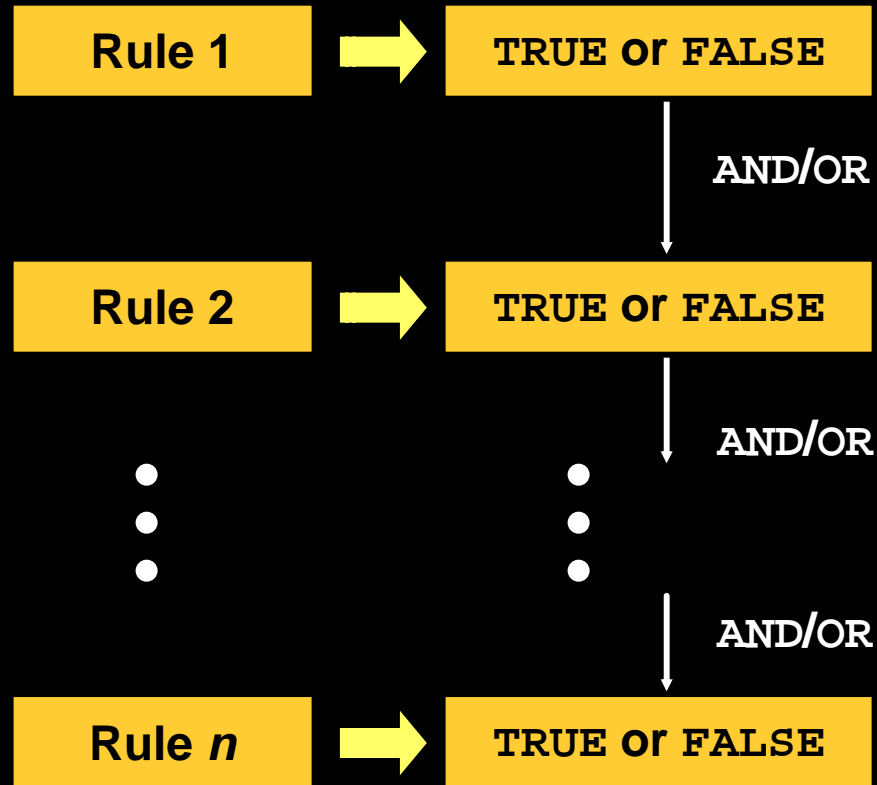 Rule 1
TRUE or FALSE
AND/OR
Rule 2
TRUE or FALSE
AND/OR
AND/OR
Rule n
TRUE or FALSE